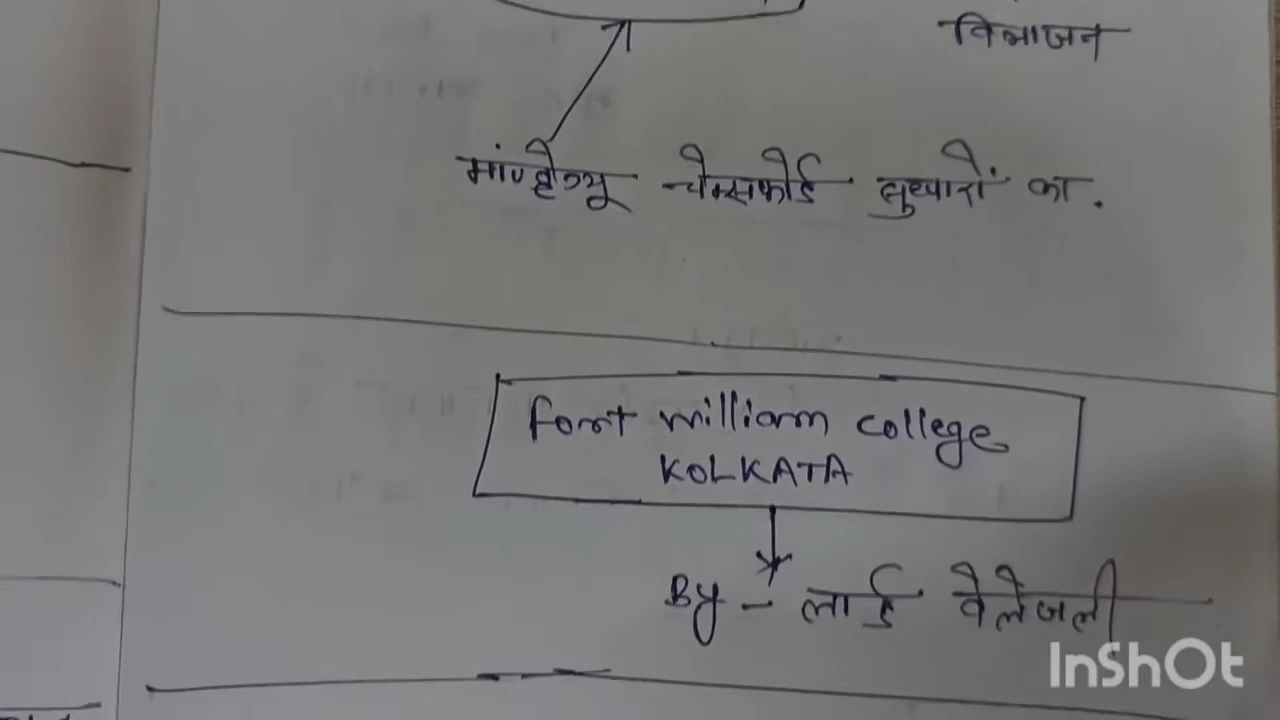 विभाजन
मांण्टेग्यू चेम्सफोर्ड सुधारों का.
Fort William College
KOLKATA
By - लार्ड वेलेजली
InShOt